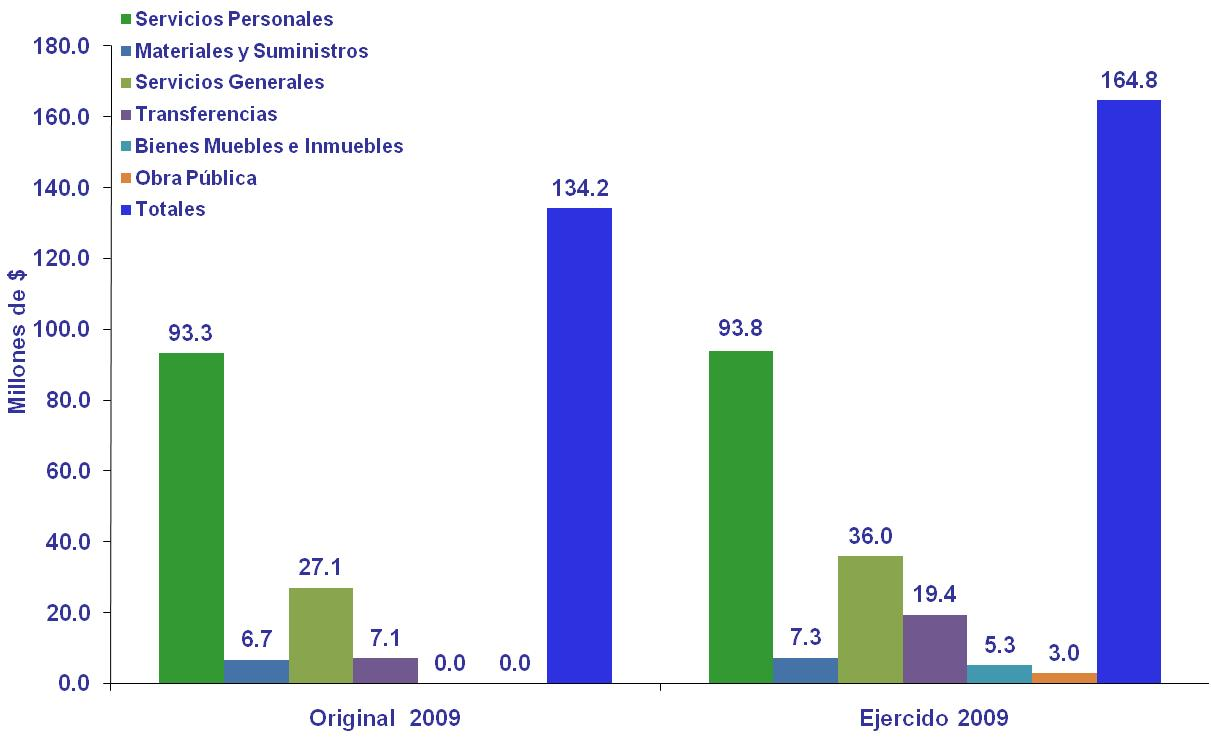 Servicios Personales
Materiales y Suministros
Servicios Generales
Transferencias
Bienes Muebles e Inmuebles
Obra Pública
Totales
Millones de $
180.0
160.0
140.0
120.0
100.0
80.0
60.0
40.0
20.0
0.0
93.3
6.7
27.1
7.1
0.0
0.0
134.2
93.8
7.3
36.0
19.4
5.3
3.0
164.8
Original 2009
Ejercido 2009